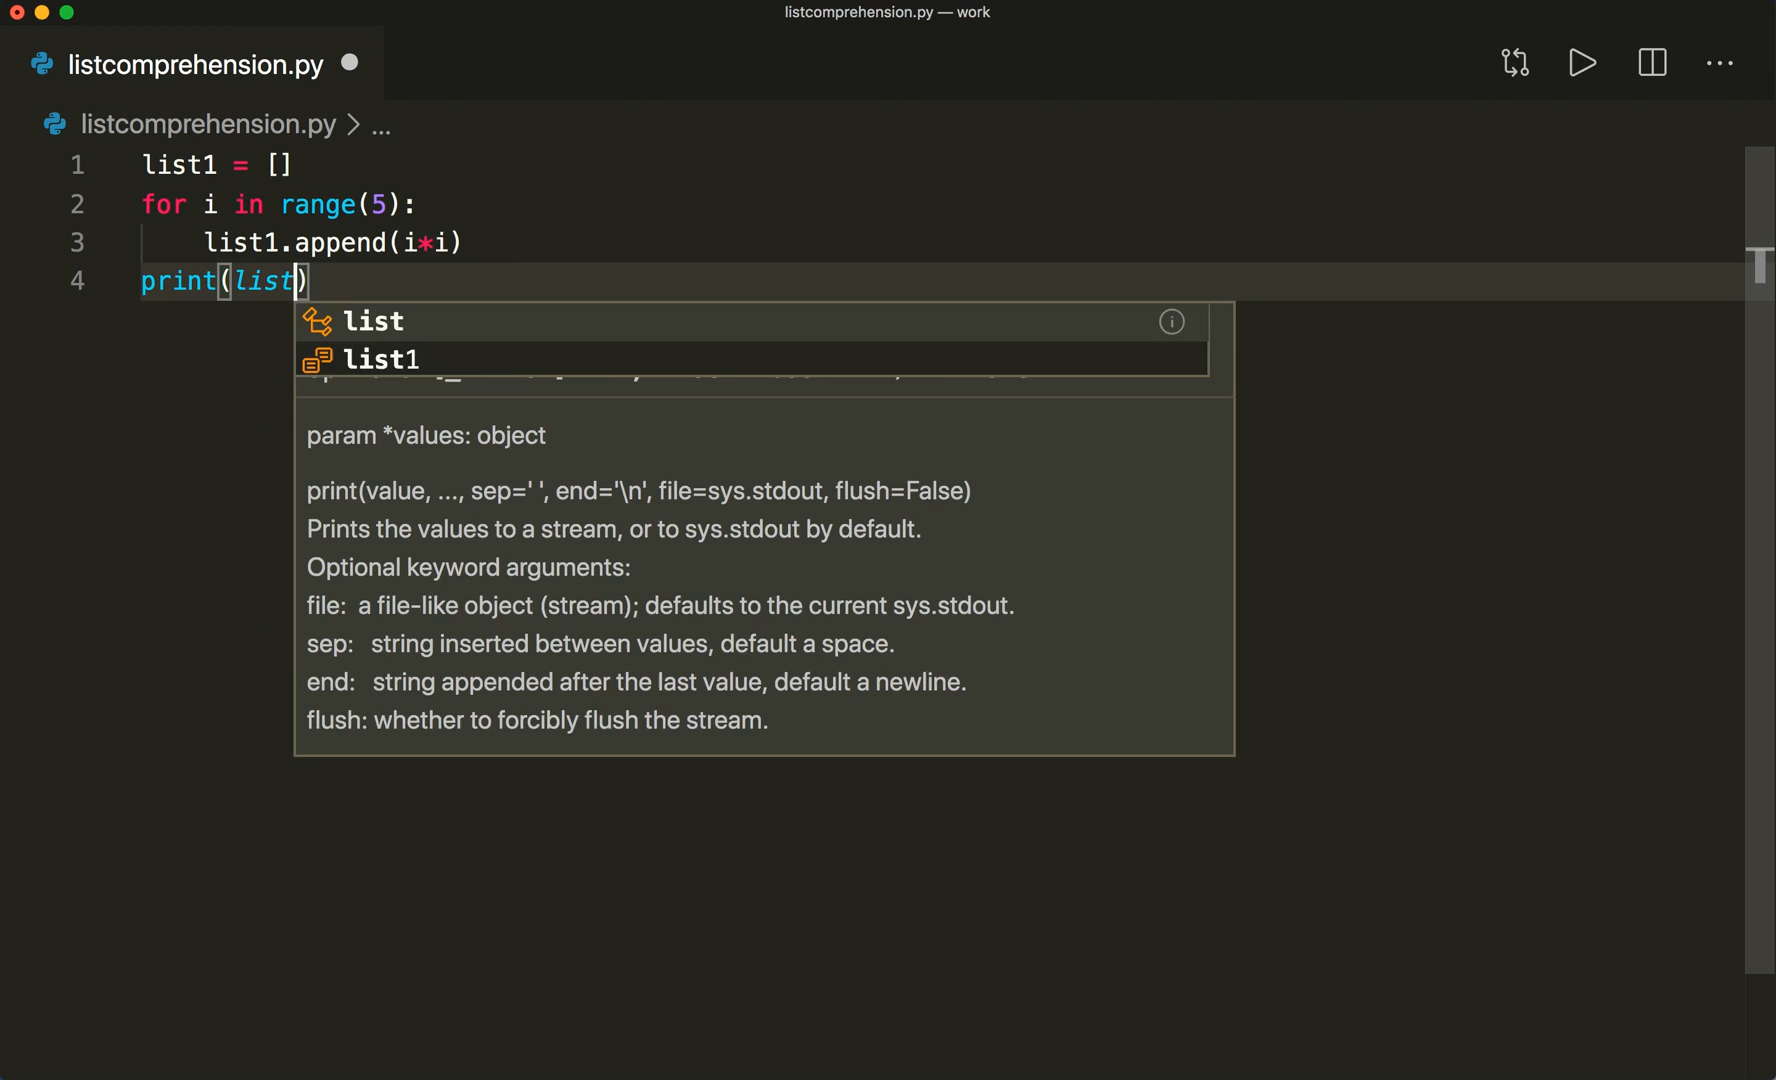 listcomprehension.py — work
listcomprehension.py
listcomprehension.py > ...
1 list1 = []
2 for i in range(5):
3     list1.append(i*i)
4 print(list)
list
list1
param *values: object
print(value, ..., sep=' ', end='\n', file=sys.stdout, flush=False)
Prints the values to a stream, or to sys.stdout by default.
Optional keyword arguments:
file:  a file-like object (stream); defaults to the current sys.stdout.
sep:   string inserted between values, default a space.
end:   string appended after the last value, default a newline.
flush: whether to forcibly flush the stream.